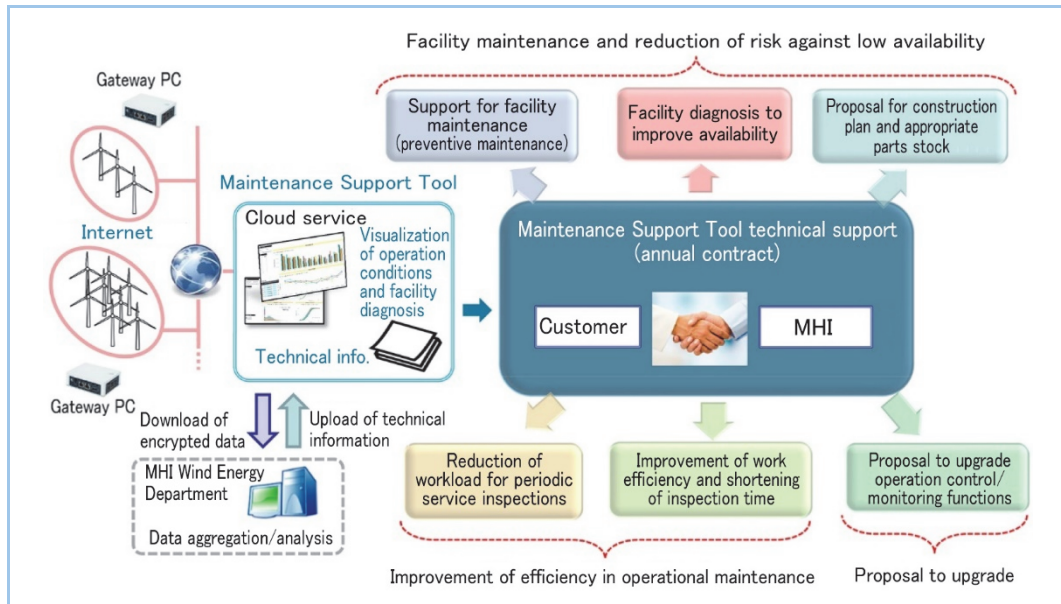 Facility maintenance and reduction of risk against low availability
Gateway PC
Support for facility
maintenance
(preventive maintenance)
Facility diagnosis to
improve availability
Proposal for construction
plan and appropriate
parts stock
Maintenance Support Tool
Internet
Cloud service
Visualization
of operation
conditions
and facility
diagnosis
Technical info.
Maintenance Support Tool technical support
(annual contract)
Customer
MHI
Gateway PC
Download of
encrypted data
Upload of technical
information
MHI Wind Energy
Department
Data aggregation/analysis
Reduction of
workload for periodic
service inspections
Improvement of work
efficiency and shortening
of inspection time
Proposal to upgrade
operation control/
monitoring functions
Improvement of efficiency in operational maintenance
Proposal to upgrade